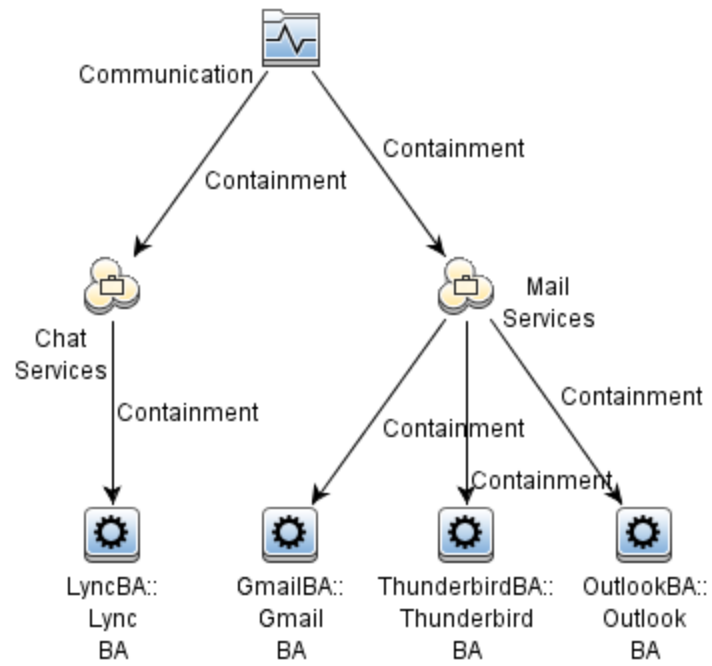 Communication
Containment
Containment
Chat
Services
Mail
Services
Containment
Containment
Containment
Containment
LyncBA::
Lync
BA
GmailBA::
Gmail
BA
ThunderbirdBA::
Thunderbird
BA
OutlookBA::
Outlook
BA